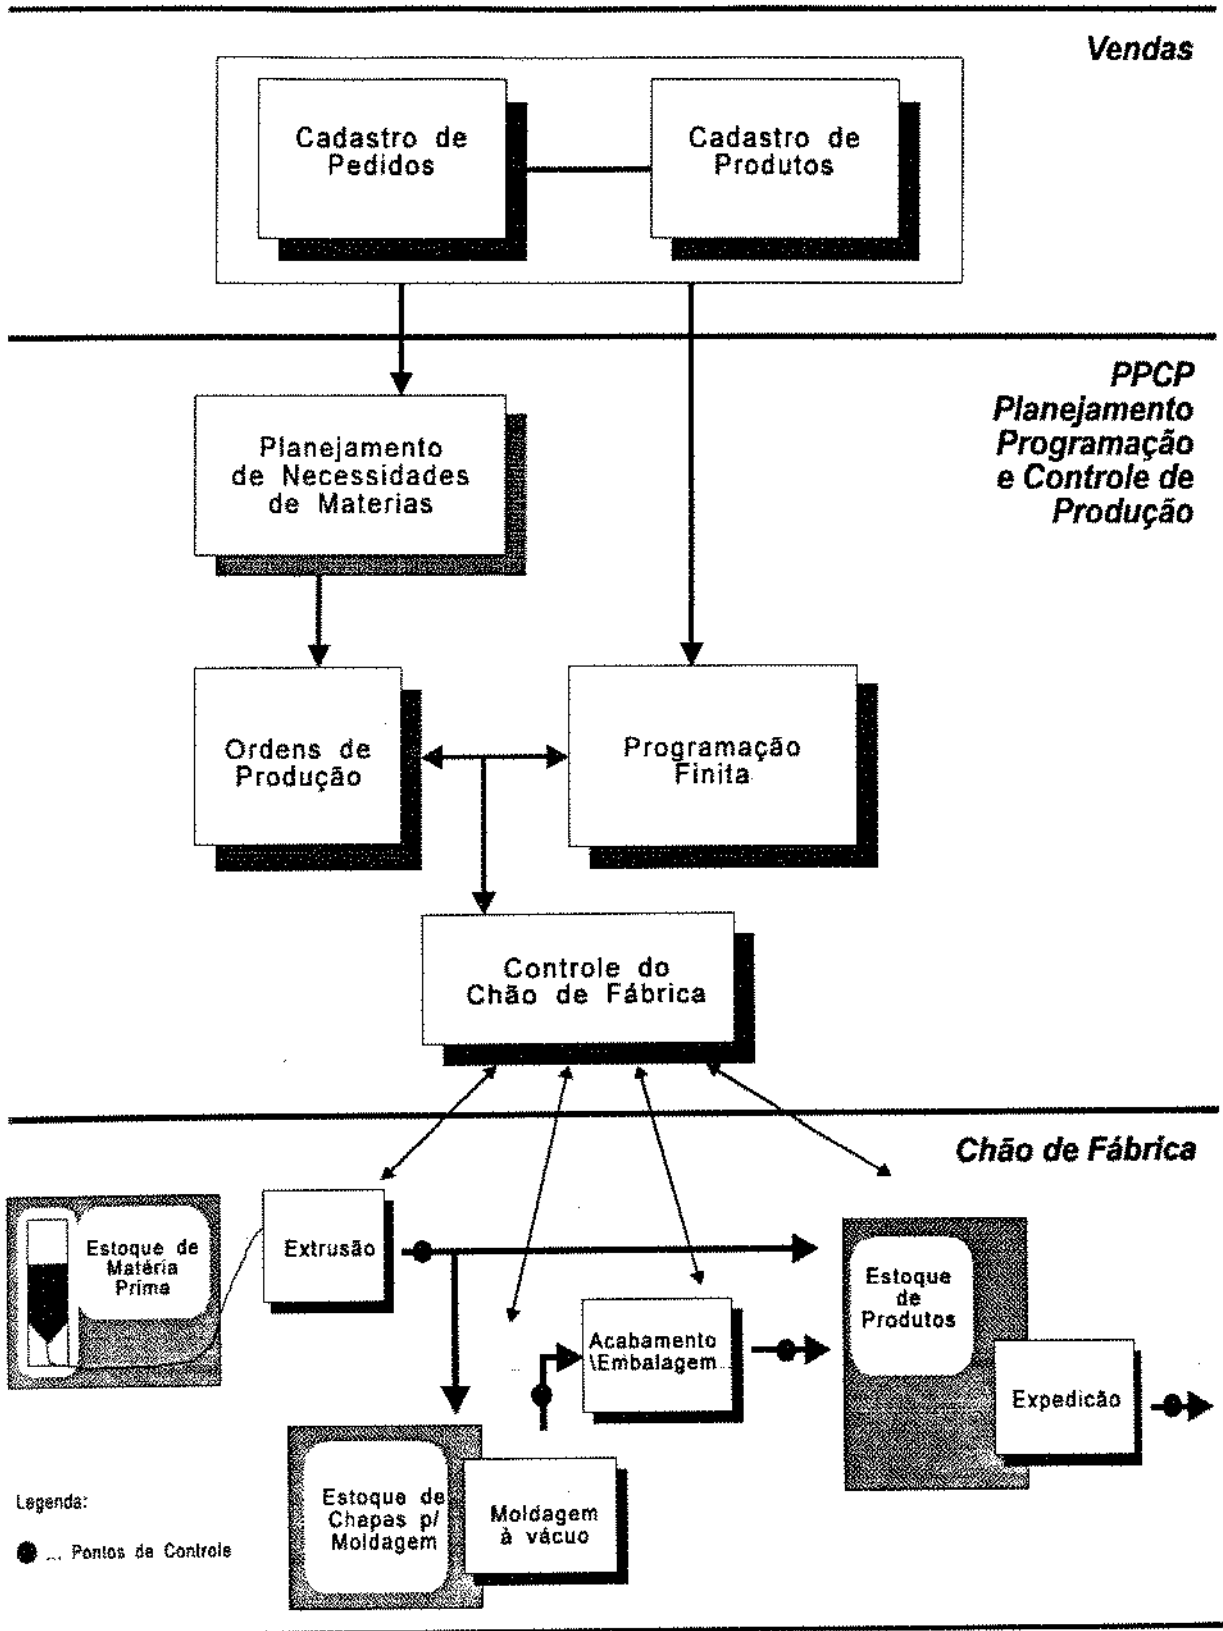 Vendas
Cadastro de
Pedidos
Cadastro de
Produtos
PPCP
Planejamento
Programação
e Controle de
Produção
Planejamento
de Necessidades
de Materias
Ordens de
Produção
Programação
Finita
Controle do
Chão de Fábrica
Chão de Fábrica
Estoque de
Matéria
Prima
Extrusão
Acabamento
\Embalagem
Estoque
de
Produtos
Expedicão
Estoque de
Chapas p/
Moldagem
Moldagem
à vácuo
Legenda:
... Pontos de Controle